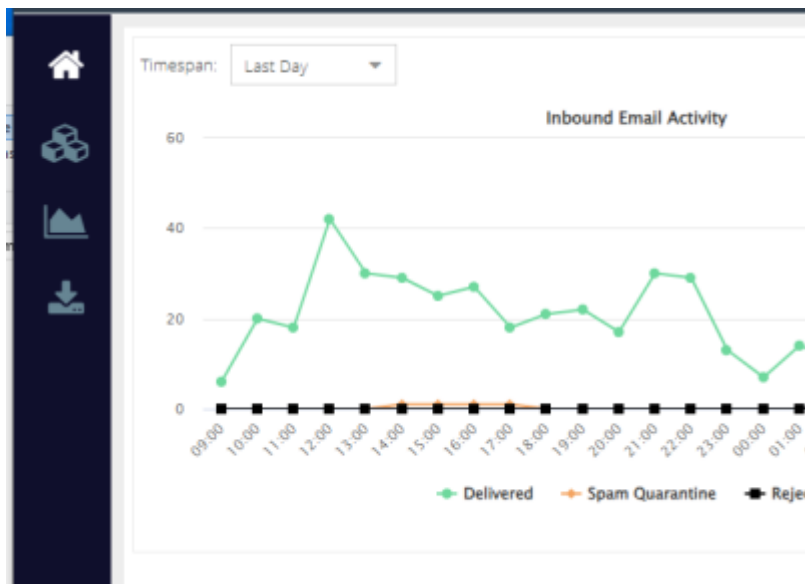 Timespan: Last Day
Inbound Email Activity
60
40
20
0
09:00 10:00 11:00 12:00 13:00 14:00 15:00 16:00 17:00 18:00 19:00 20:00 21:00 22:00 23:00 00:00 01:00
Delivered Spam Quarantine